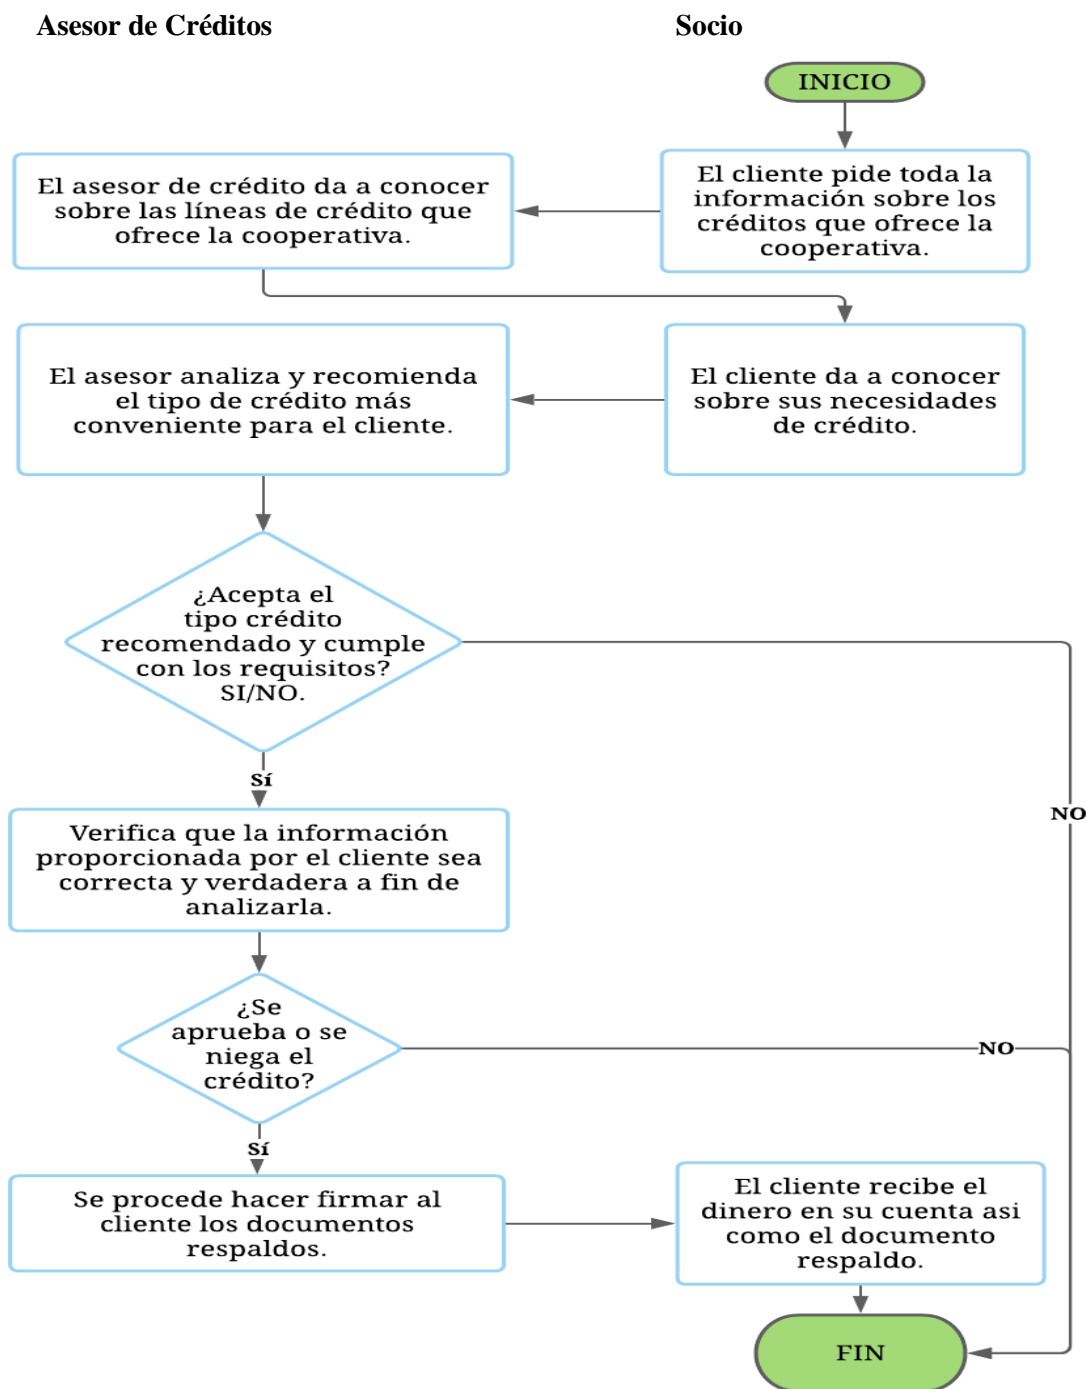 Asesor de Créditos
Socio
INICIO
El cliente pide toda la
información sobre los
créditos que ofrece la
cooperativa.
El asesor de crédito da a conocer
sobre las líneas de crédito que
ofrece la cooperativa.
El cliente da a conocer
sobre sus necesidades
de crédito.
El asesor analiza y recomienda
el tipo de crédito más
conveniente para el cliente.
¿Acepta el
tipo crédito
recomendado y cumple
con los requisitos?
SI/NO.
Sí
NO
Verifica que la información
proporcionada por el cliente sea
correcta y verdadera a fin de
analizarla.
¿Se
aprueba o se
niega el
crédito?
NO
Sí
Se procede hacer firmar al
cliente los documentos
respaldos.
El cliente recibe el
dinero en su cuenta asi
como el documento
respaldo.
FIN